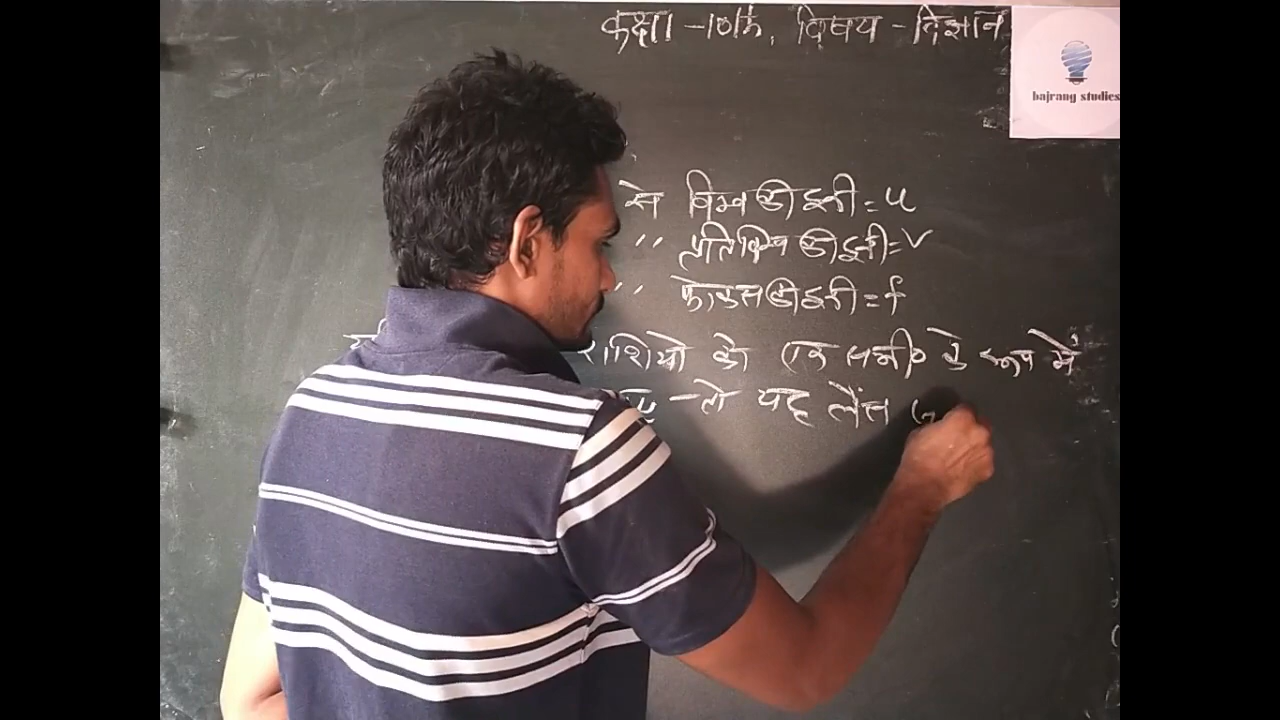 कक्षा -10th, विषय - विज्ञान
bajrang studies
से बिम्ब की दूरी = u
〃 प्रतिबिम्ब की दूरी = v
〃 फोकस की दूरी = f
राशियो को एक समी० के रूप में
तो यह लैंस